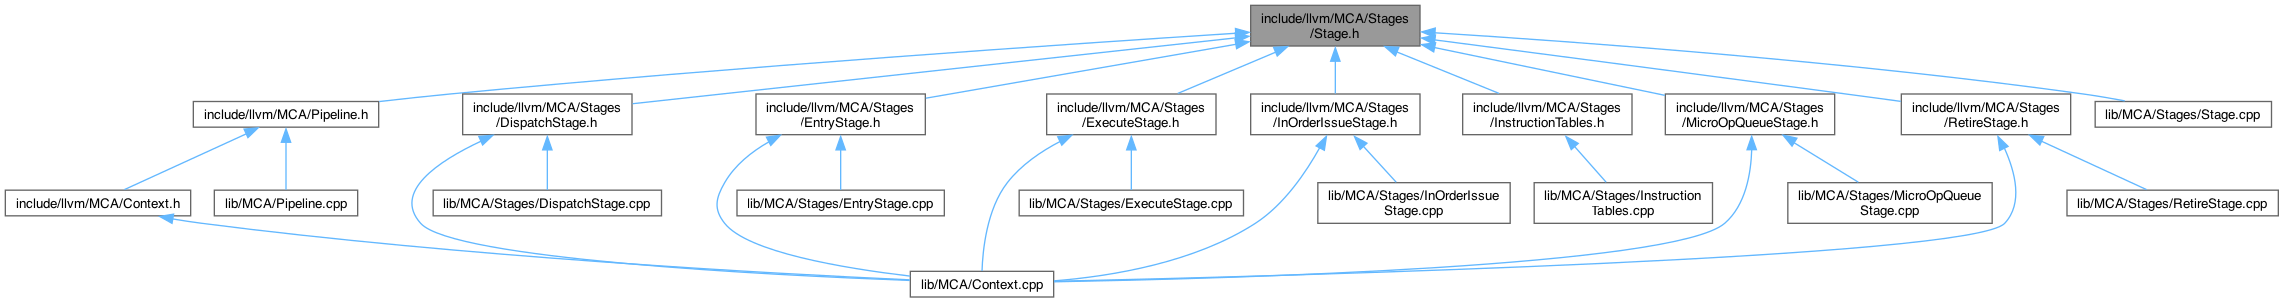 include/llvm/MCA/Stages
/Stage.h
include/llvm/MCA/Pipeline.h
include/llvm/MCA/Stages
/DispatchStage.h
include/llvm/MCA/Stages
/EntryStage.h
include/llvm/MCA/Stages
/ExecuteStage.h
include/llvm/MCA/Stages
/InOrderIssueStage.h
include/llvm/MCA/Stages
/InstructionTables.h
include/llvm/MCA/Stages
/MicroOpQueueStage.h
include/llvm/MCA/Stages
/RetireStage.h
lib/MCA/Stages/Stage.cpp
include/llvm/MCA/Context.h
lib/MCA/Pipeline.cpp
lib/MCA/Stages/DispatchStage.cpp
lib/MCA/Stages/EntryStage.cpp
lib/MCA/Stages/ExecuteStage.cpp
lib/MCA/Stages/InOrderIssue
Stage.cpp
lib/MCA/Stages/Instruction
Tables.cpp
lib/MCA/Stages/MicroOpQueue
Stage.cpp
lib/MCA/Stages/RetireStage.cpp
lib/MCA/Context.cpp